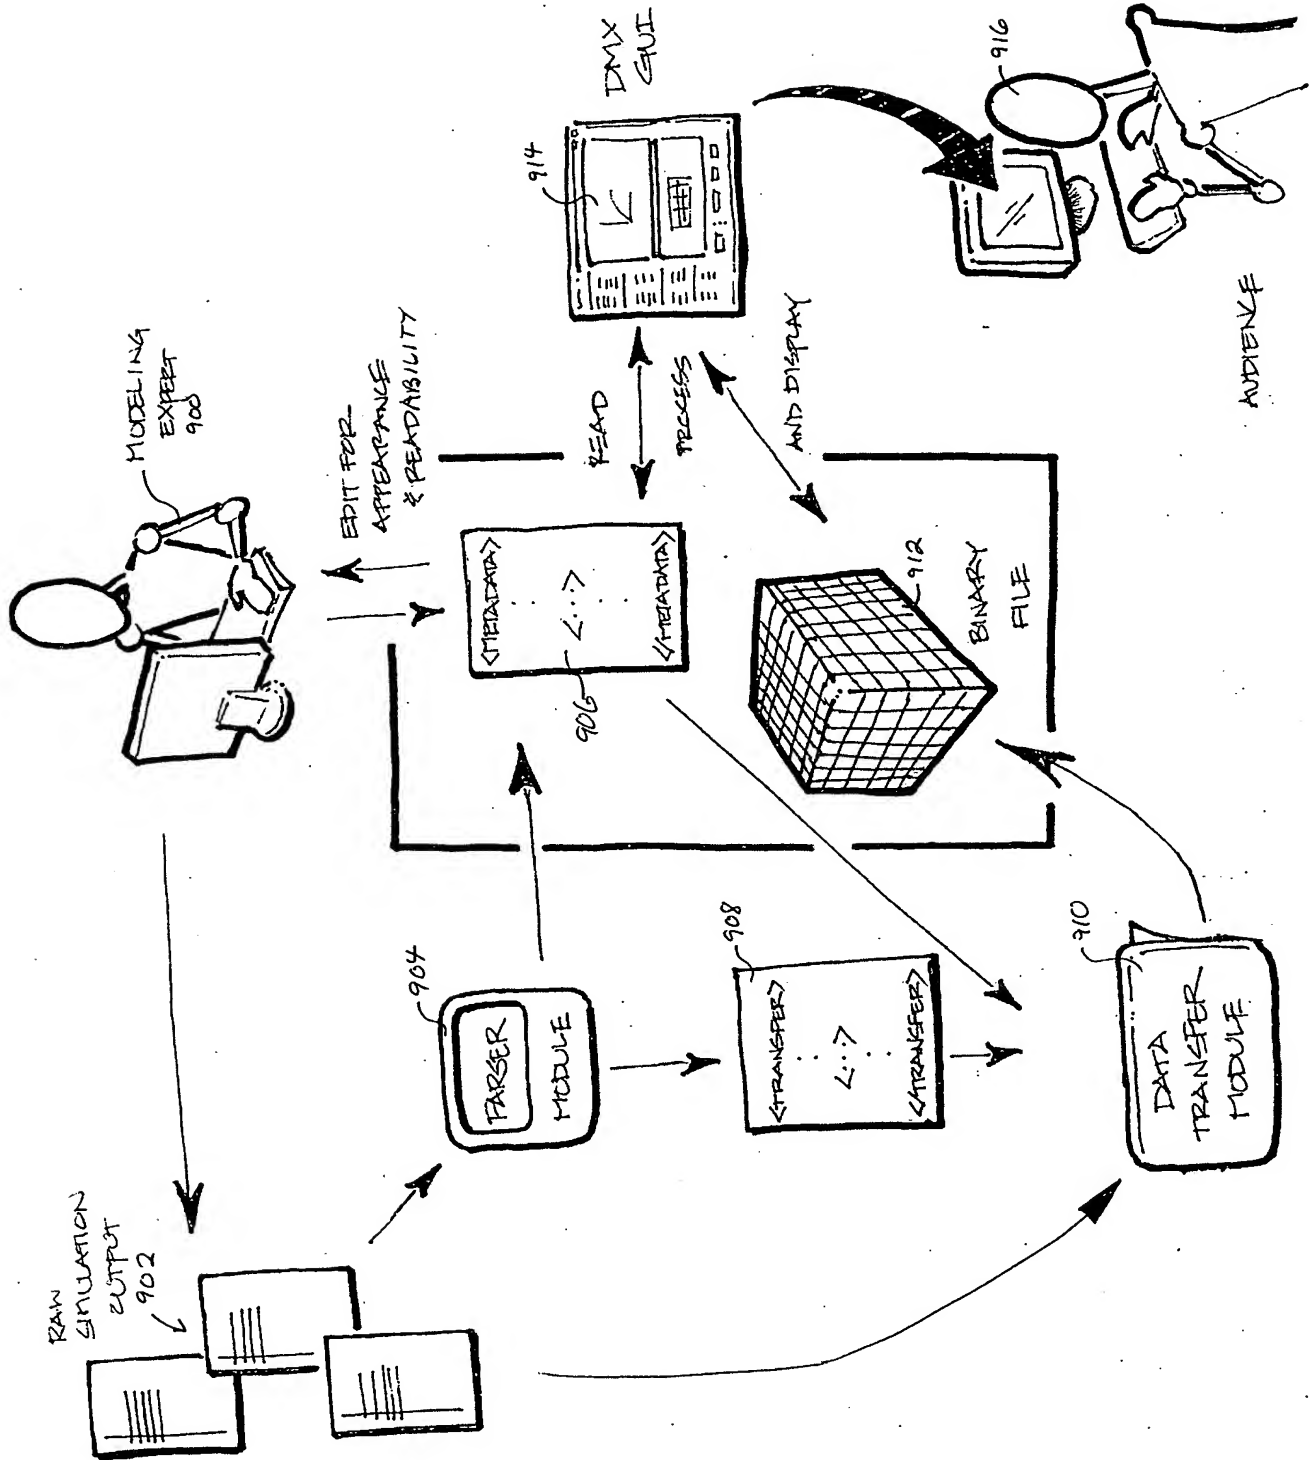 RAW
SIMULATION
OUTPUT
902
MODELING
EXPERT
900
EDIT FOR
APPEARANCE
& READABILITY
904
PARSER
MODULE
<METADATA>
<...>
</METADATA>
906
908
<TRANSFER>
<...>
</TRANSFER>
910
DATA
TRANSFER
MODULE
912
BINARY
FILE
READ
PROCESS
AND DISPLAY
914
DMX
GUI
916
AUDIENCE